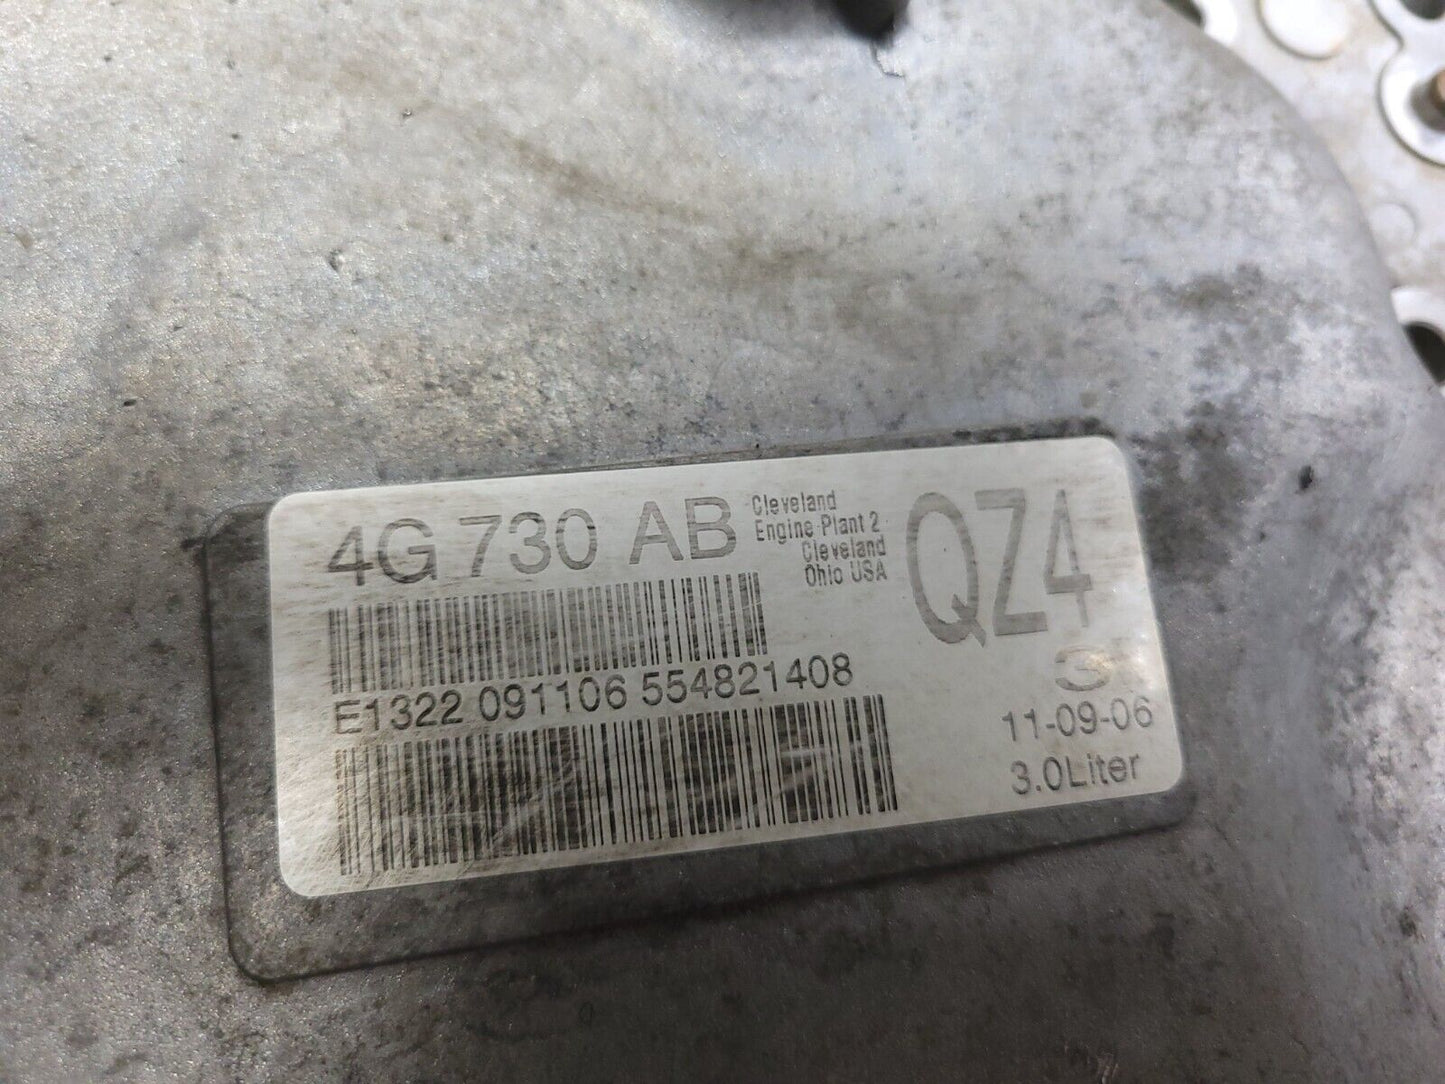 4G 730 AB
Cleveland
Engine Plant 2
Cleveland
Ohio USA
QZ4
E1322 091106 554821408
3
11-09-06
3.0Liter